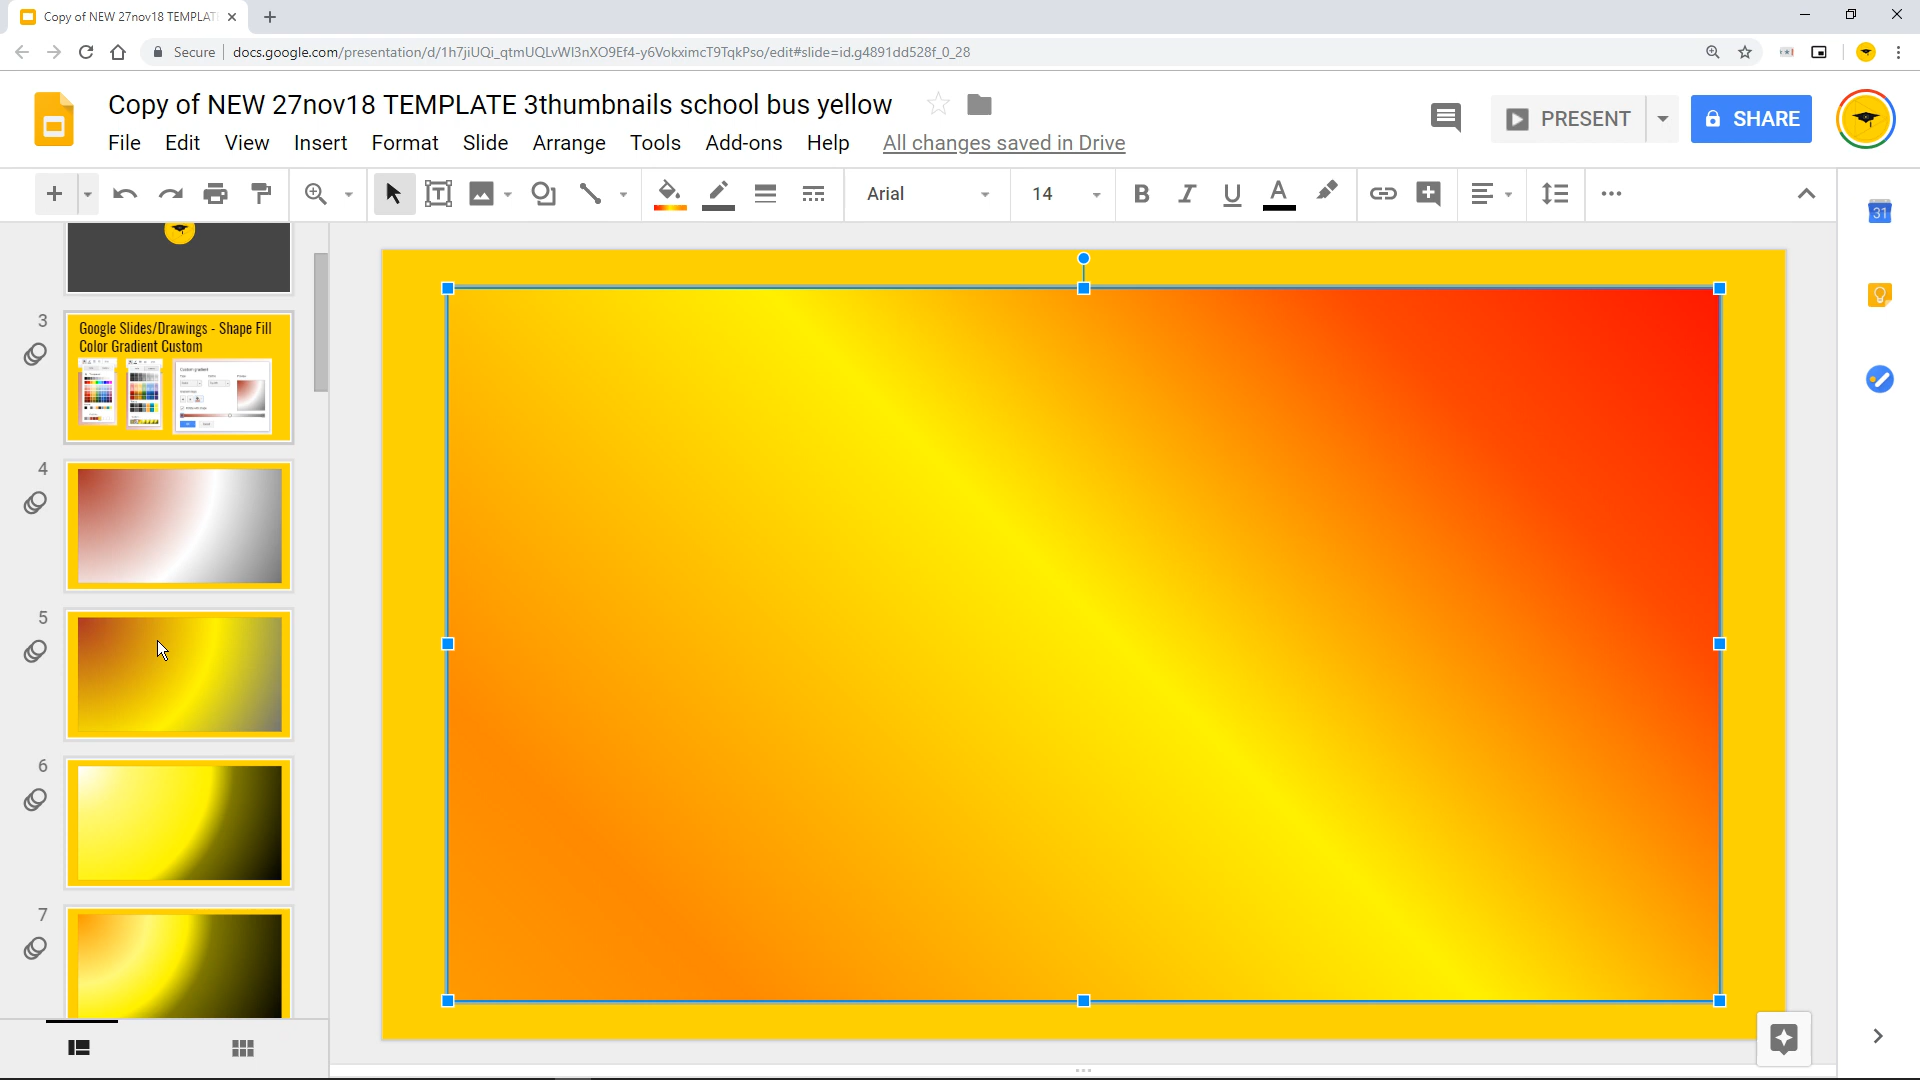 Copy of NEW 27nov18 TEMPLAT
Secure
docs.google.com/presentation/d/1h7jiUQi_qtmUQLvWI3nXO9Ef4-y6VokximcT9TqkPso/edit#slide=id.g4891dd528f_0_28
Copy of NEW 27nov18 TEMPLATE 3thumbnails school bus yellow
PRESENT
SHARE
File Edit View Insert Format Slide Arrange Tools Add-ons Help All changes saved in Drive
Arial 14 B I U A
31
3
Google Slides/Drawings - Shape Fill
Color Gradient Custom
Custom gradient
4
5
6
7